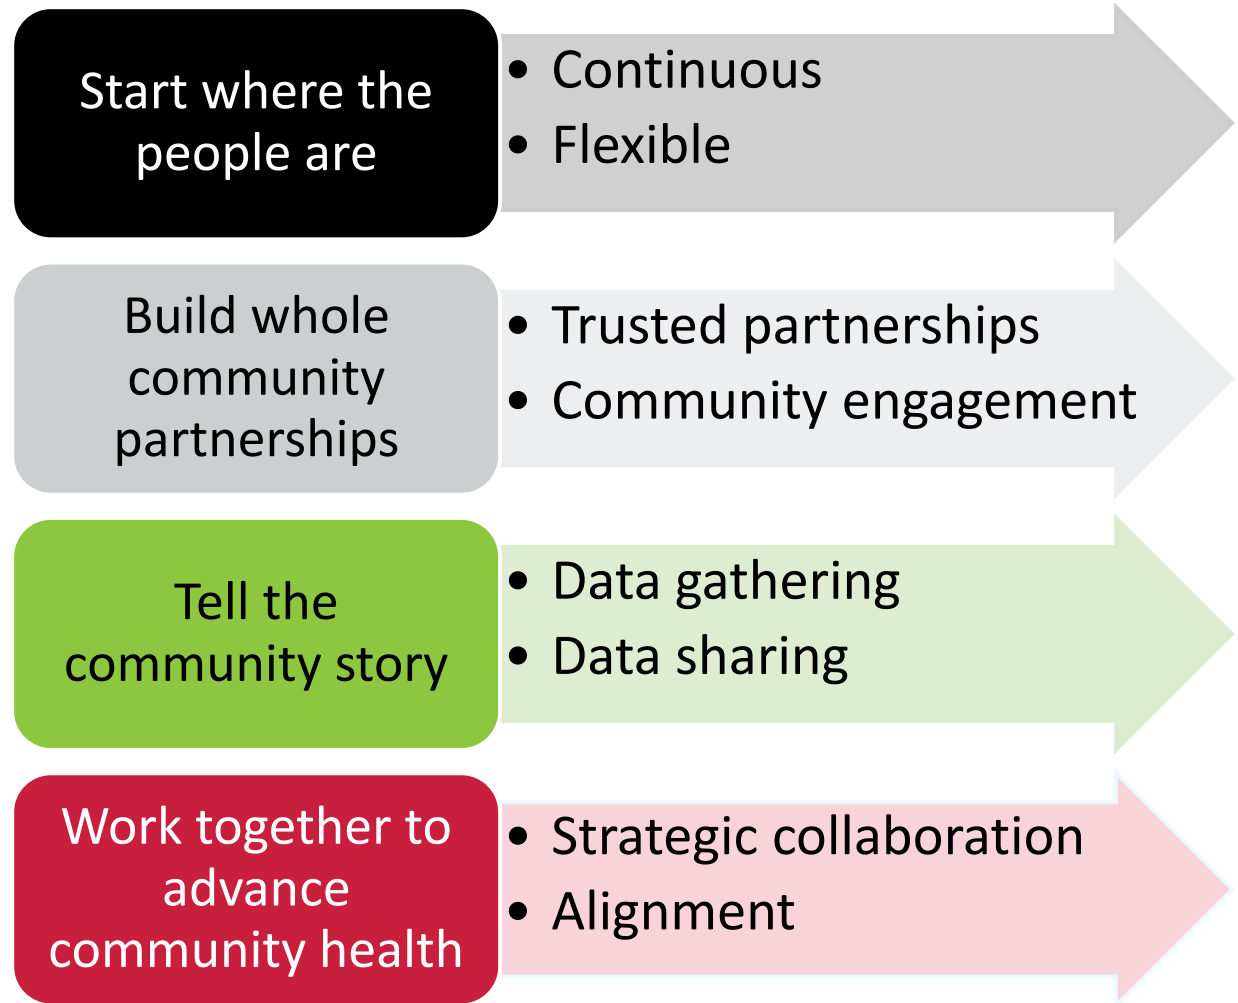 Start where the
people are
• Continuous
• Flexible
Build whole
community
partnerships
• Trusted partnerships
• Community engagement
Tell the
community story
• Data gathering
• Data sharing
Work together to
advance
community health
• Strategic collaboration
• Alignment